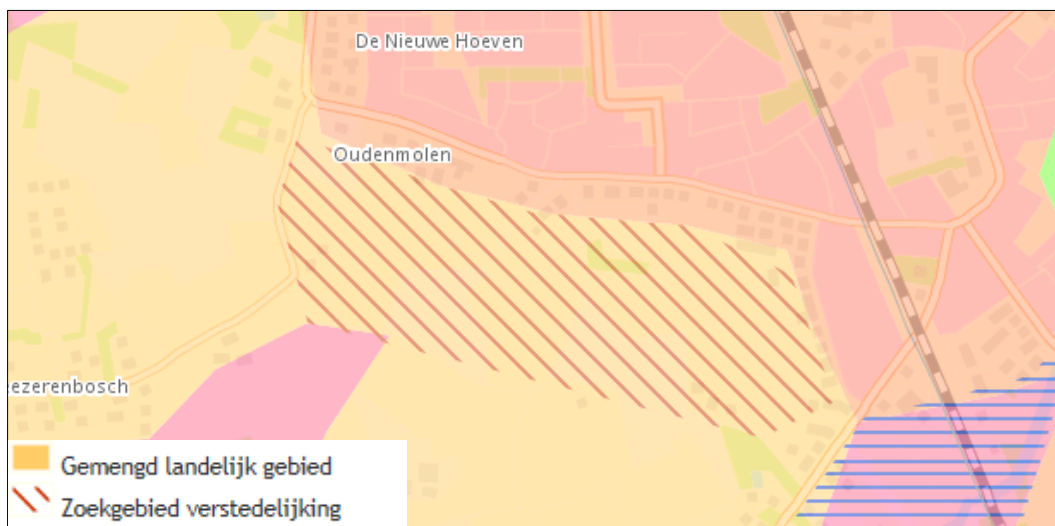 De Nieuwe Hoeven
Oudenmolen
eezerenbosch
Gemengd landelijk gebied
Zoekgebied verstedelijking